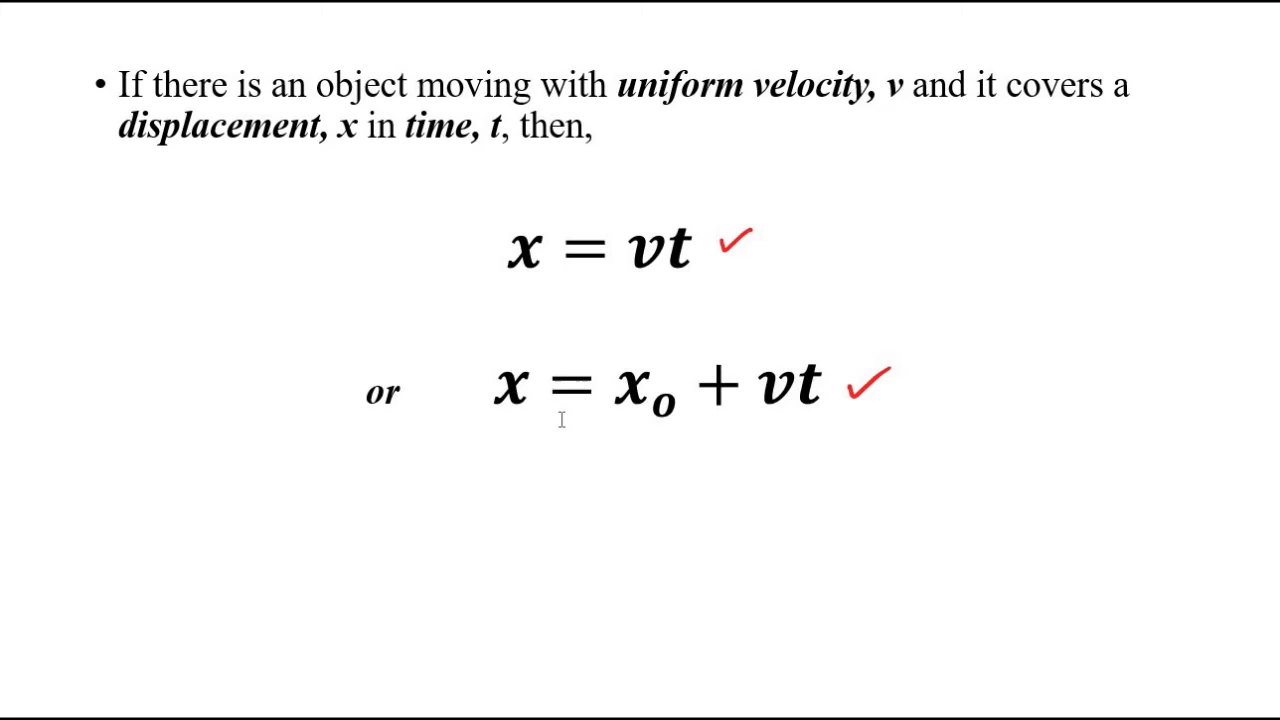 • If there is an object moving with uniform velocity, v and it covers a
displacement, x in time, t, then,
x = vt ✓
or x = xₒ + vt ✓